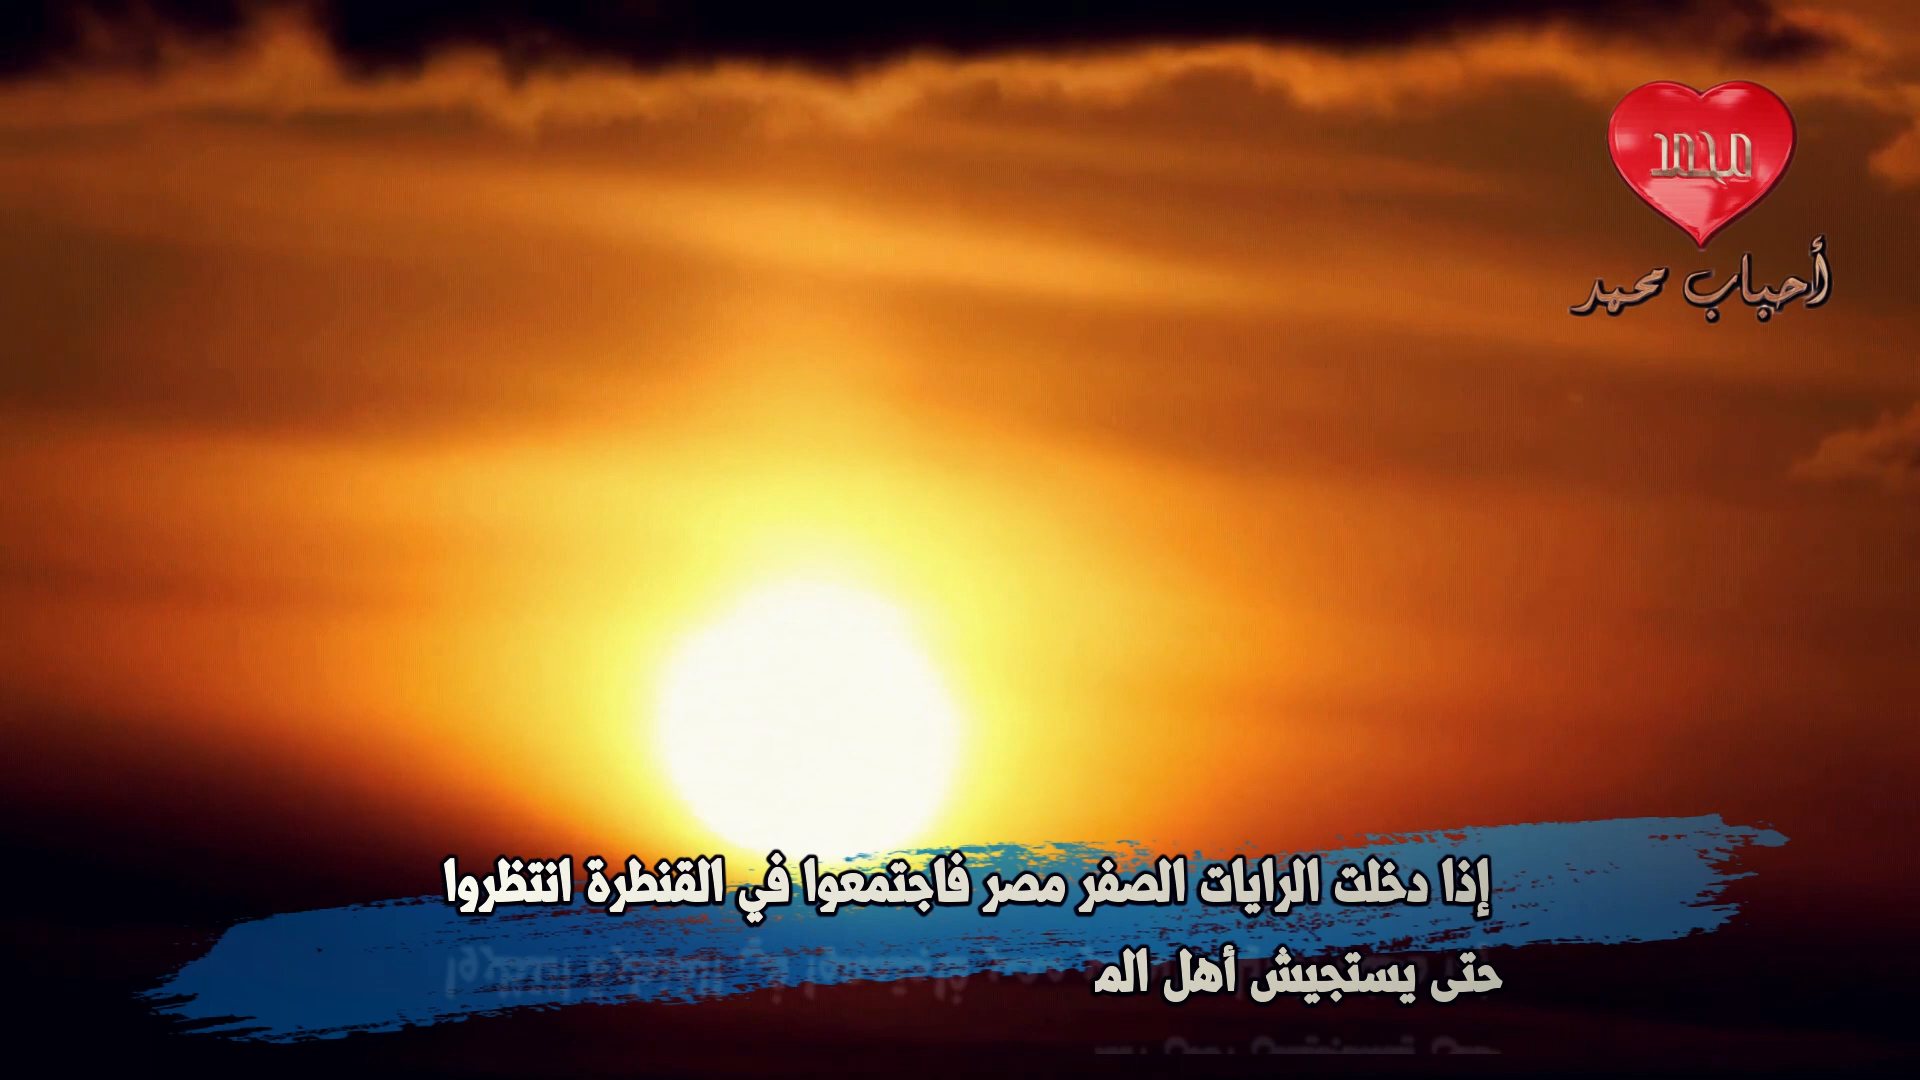 محمد
أحباب محمد
إذا دخلت الرايات الصفر مصر فاجتمعوا في القنطرة انتظروا
حتى يستجيش أهل الم